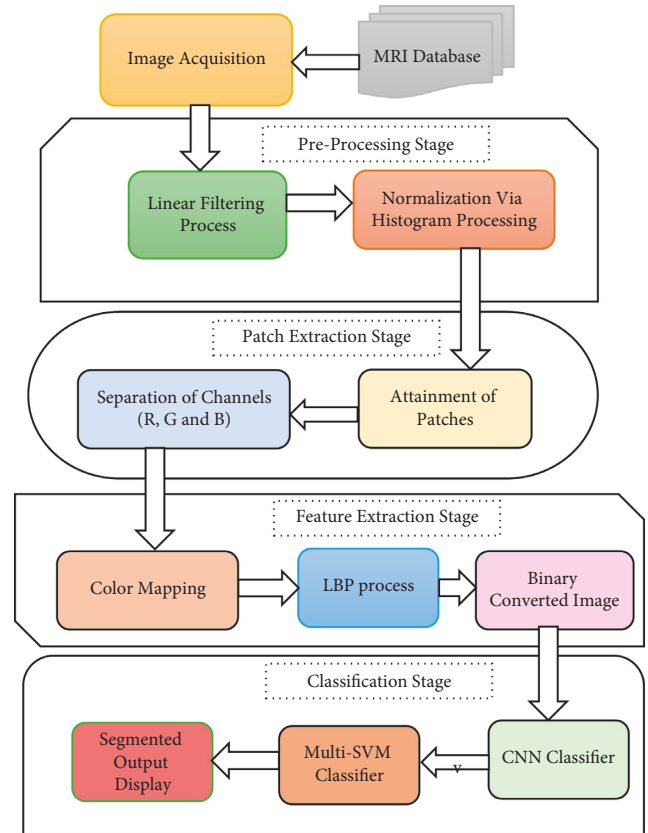 Image Acquisition
MRI Database
Pre-Processing Stage
Linear Filtering
Process
Normalization Via
Histogram Processing
Patch Extraction Stage
Separation of Channels
(R, G and B)
Attainment of
Patches
Feature Extraction Stage
Color Mapping
LBP process
Binary
Converted Image
Classification Stage
Segmented
Output
Display
Multi-SVM
Classifier
v
CNN Classifier